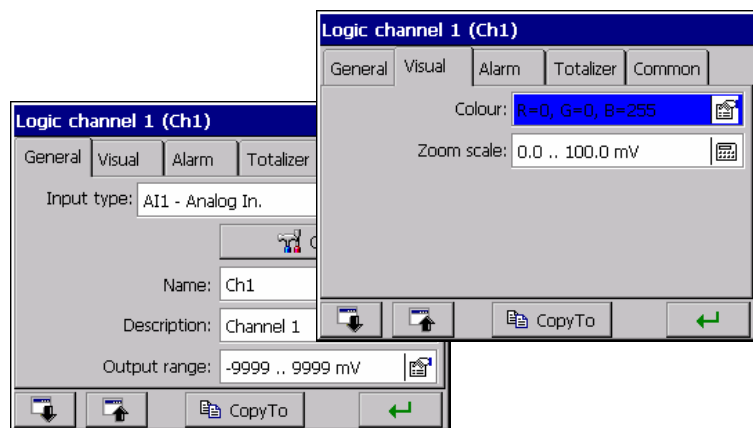 Logic channel 1 (Ch1)
General Visual Alarm Totalizer Common
Colour: R=0, G=0, B=255
Zoom scale: 0.0 .. 100.0 mV
CopyTo
Logic channel 1 (Ch1)
General Visual Alarm Totalizer
Input type: AI1 - Analog In.
Name: Ch1
Description: Channel 1
Output range: -9999 .. 9999 mV
CopyTo